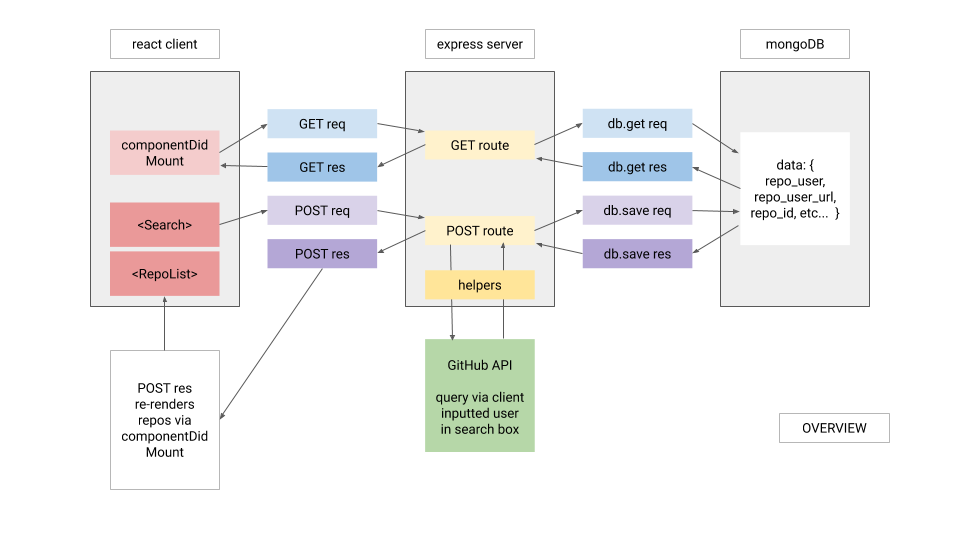 react client
express server
mongoDB
componentDid
Mount
<Search>
<RepoList>
GET req
GET res
POST req
POST res
GET route
POST route
helpers
db.get req
db.get res
db.save req
db.save res
data: {
repo_user,
repo_user_url,
repo_id, etc... }
POST res
re-renders
repos via
componentDid
Mount
GitHub API
query via client
inputted user
in search box
OVERVIEW